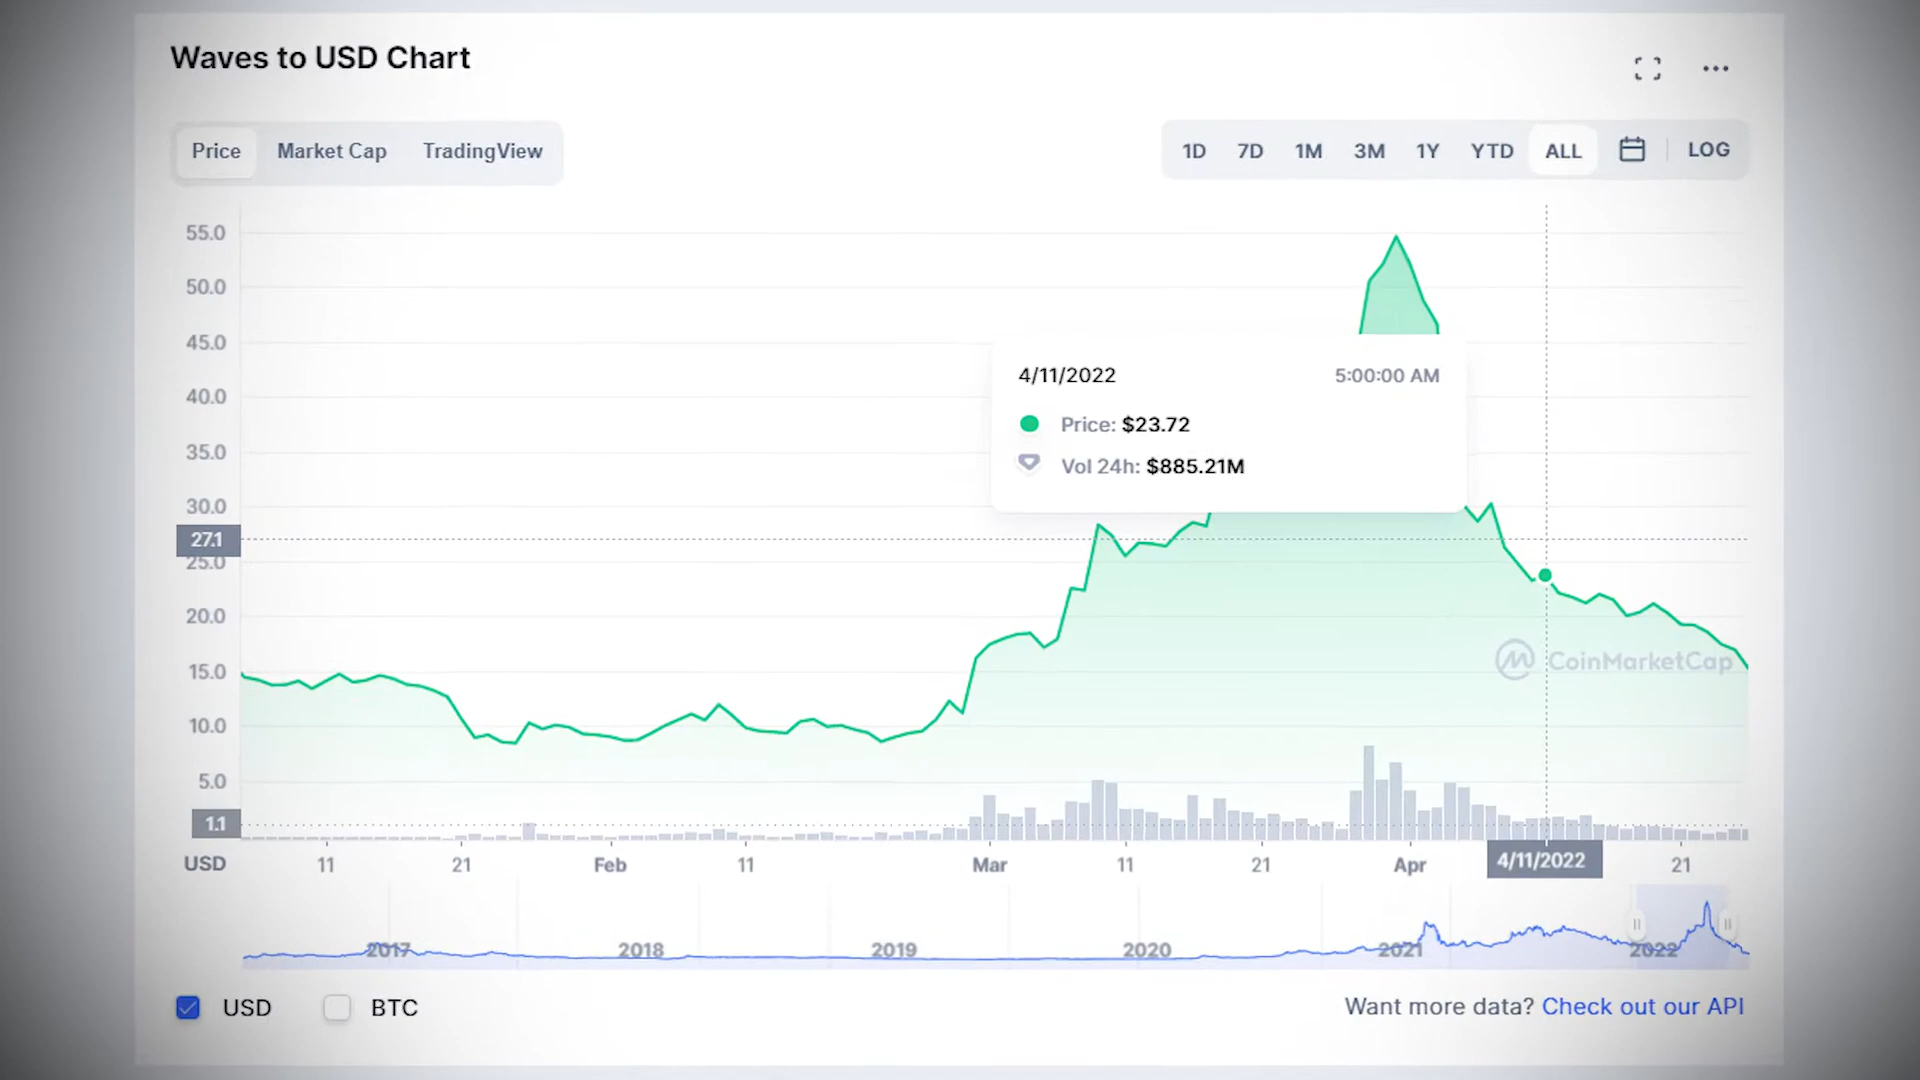 Waves to USD Chart
Price Market Cap TradingView
1D 7D 1M 3M 1Y YTD ALL LOG
55.0
50.0
45.0
40.0
35.0
30.0
27.1
25.0
20.0
15.0
10.0
5.0
1.1
4/11/2022 5:00:00 AM
Price: $23.72
Vol 24h: $885.21M
CoinMarketCap
USD 11 21 Feb 11 Mar 11 21 Apr 4/11/2022 21
2017 2018 2019 2020 2021 2022
USD BTC
Want more data? Check out our API